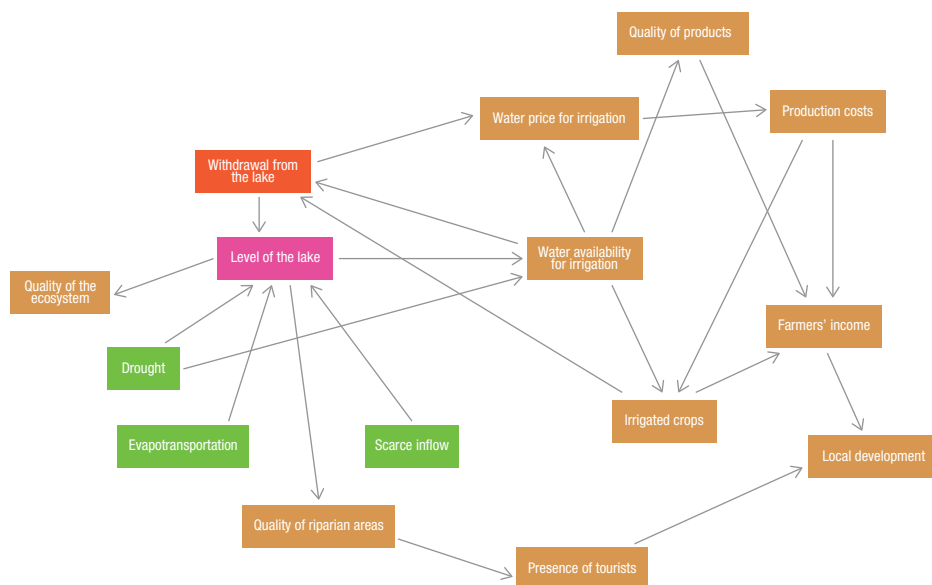 Quality of products
Water price for irrigation
Production costs
Withdrawal from
the lake
Level of the lake
Water availability
for irrigation
Quality of the
ecosystem
Farmers’ income
Drought
Irrigated crops
Evapotransportation
Scarce inflow
Local development
Quality of riparian areas
Presence of tourists